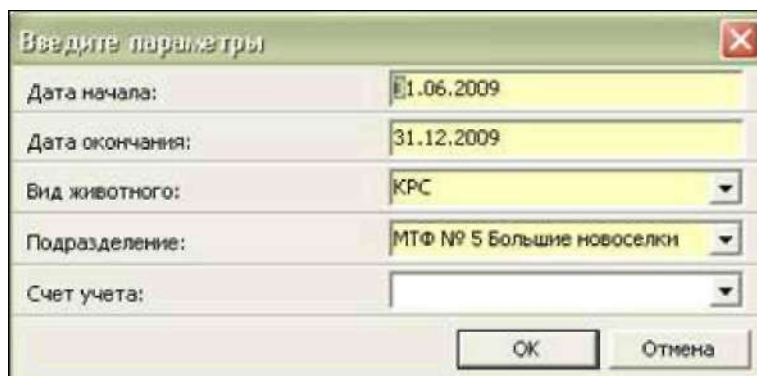 Введите параметры
Дата начала:
01.06.2009
Дата окончания:
31.12.2009
Вид животного:
КРС
Подразделение:
МТФ № 5 Большие новоселки
Счет учета:
ОК
Отмена